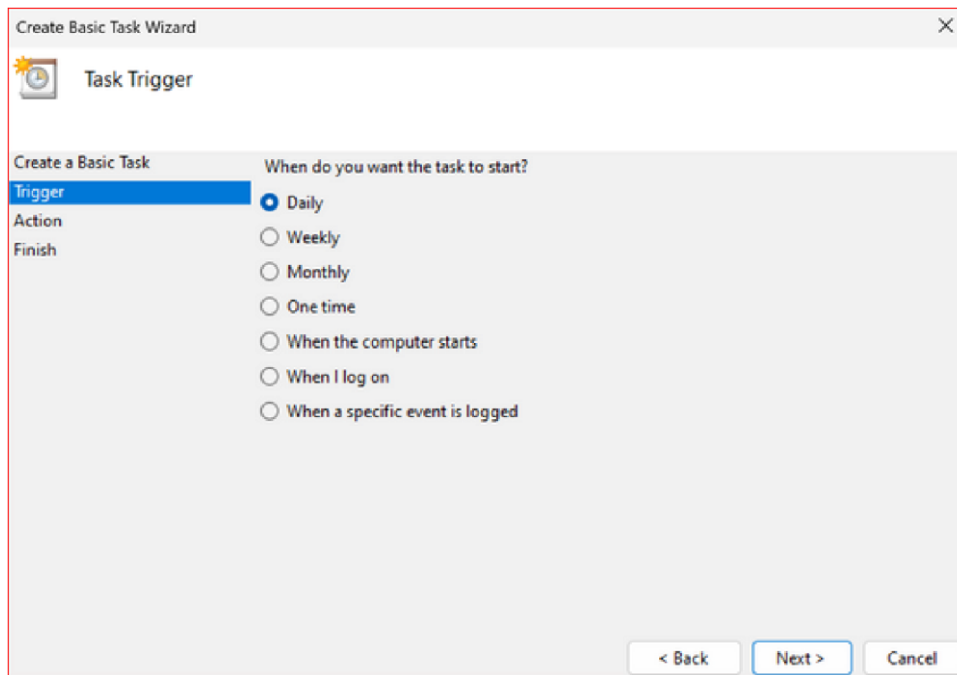 Create Basic Task Wizard
Task Trigger
Create a Basic Task
Trigger
Action
Finish
When do you want the task to start?
Daily
Weekly
Monthly
One time
When the computer starts
When I log on
When a specific event is logged
< Back
Next >
Cancel